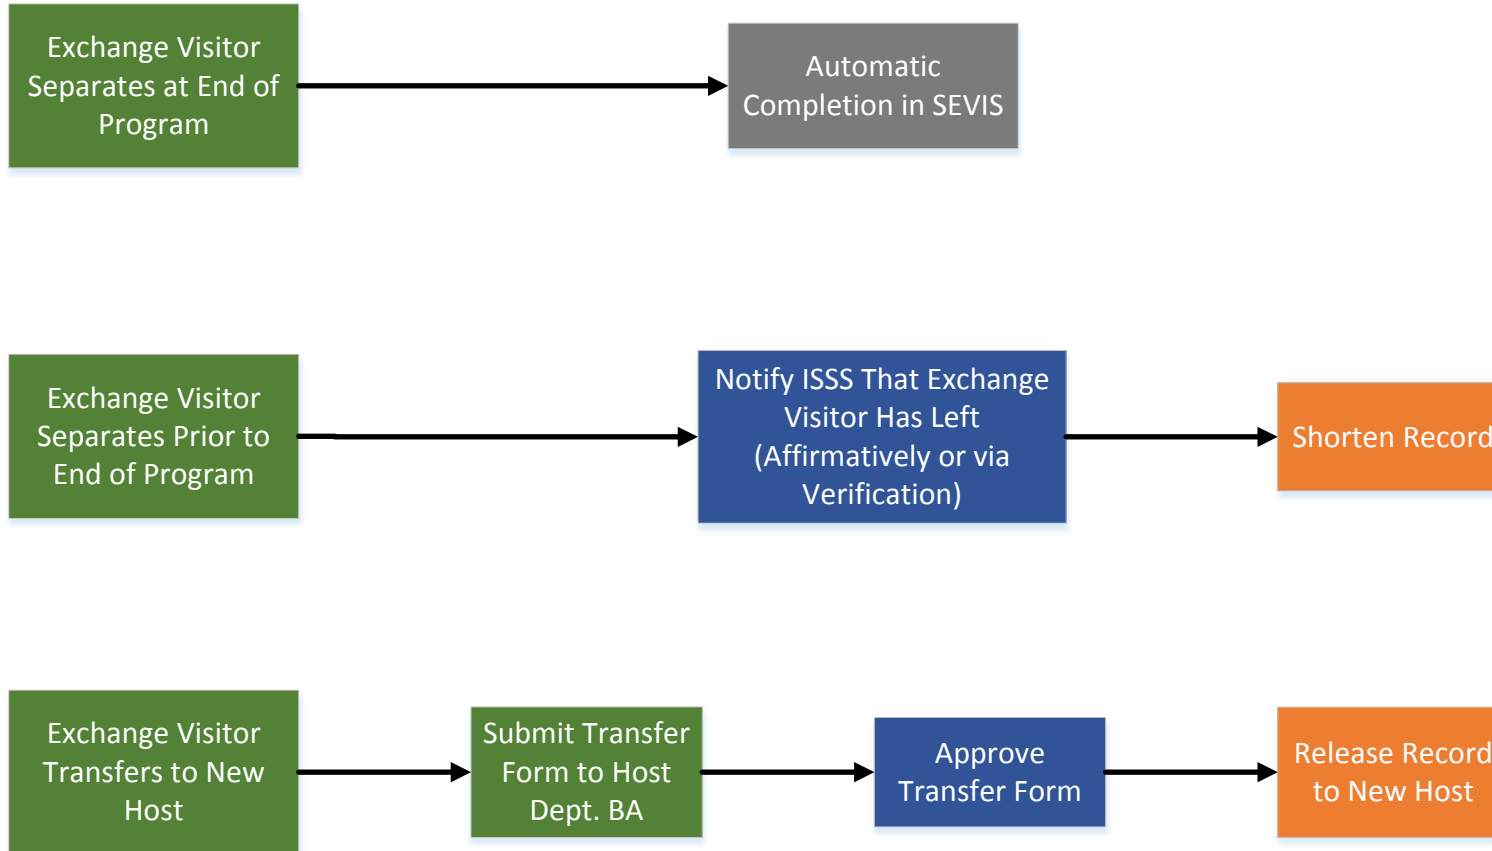 Exchange Visitor
Separates at End of
Program
Automatic
Completion in SEVIS
Exchange Visitor
Separates Prior to
End of Program
Notify ISSS That Exchange
Visitor Has Left
(Affirmatively or via
Verification)
Shorten Record
Exchange Visitor
Transfers to New
Host
Submit Transfer
Form to Host
Dept. BA
Approve
Transfer Form
Release Record
to New Host